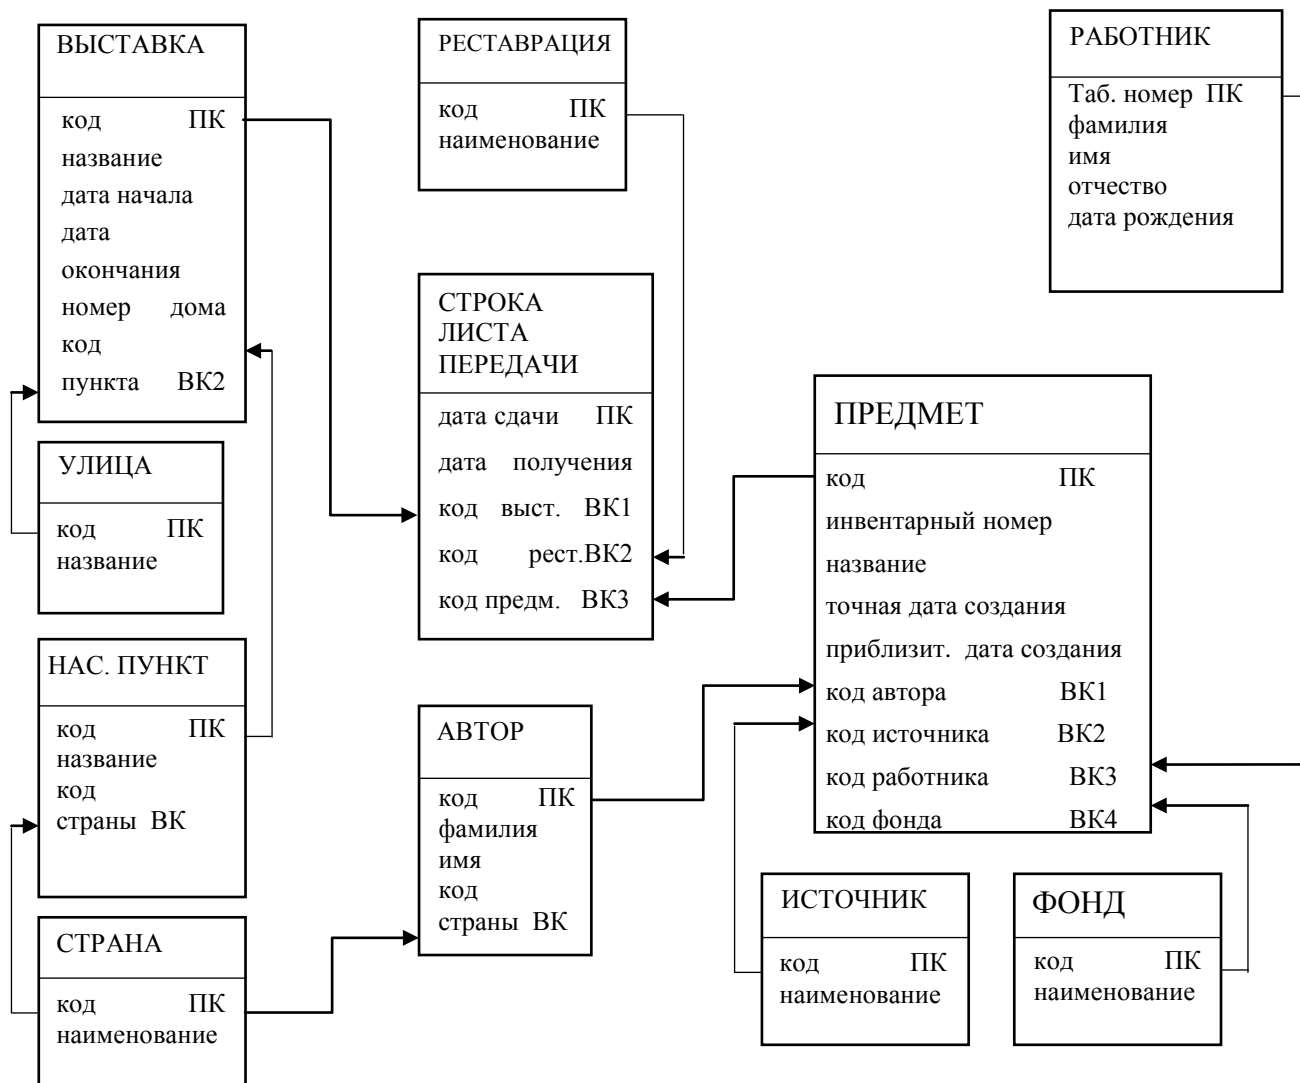 ВЫСТАВКА
код ПК
название
дата начала
дата
окончания
номер дома
код
пункта ВК2
РЕСТАВРАЦИЯ
код ПК
наименование
РАБОТНИК
Таб. номер ПК
фамилия
имя
отчество
дата рождения
СТРОКА
ЛИСТА
ПЕРЕДАЧИ
дата сдачи ПК
дата получения
код выст. ВК1
код рест.ВК2
код предм. ВК3
ПРЕДМЕТ
код ПК
инвентарный номер
название
точная дата создания
приблизит. дата создания
код автора ВК1
код источника ВК2
код работника ВК3
код фонда ВК4
УЛИЦА
код ПК
название
НАС. ПУНКТ
код ПК
название
код
страны ВК
АВТОР
код ПК
фамилия
имя
код
страны ВК
СТРАНА
код ПК
наименование
ИСТОЧНИК
код ПК
наименование
ФОНД
код ПК
наименование